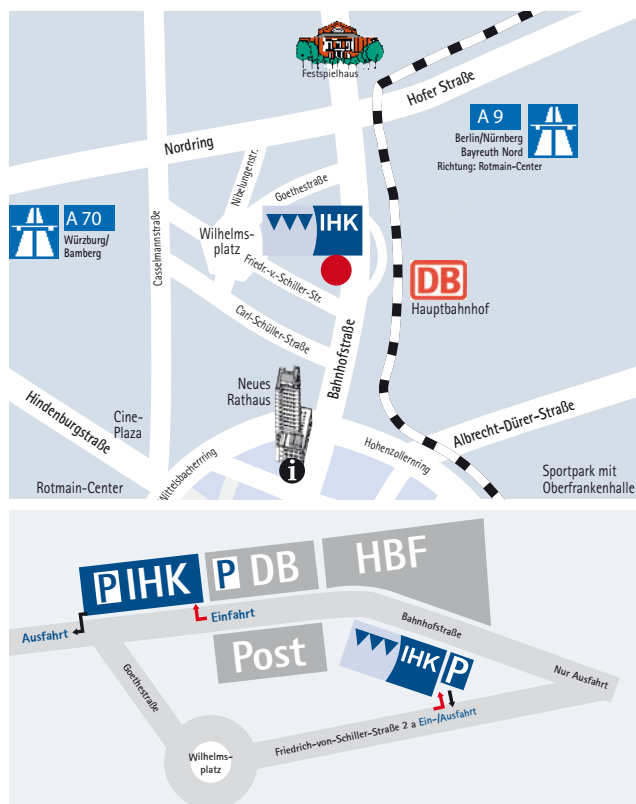 Festspielhaus
Hofer Straße
A 9
Berlin/Nürnberg
Bayreuth Nord
Richtung: Rotmain-Center
Nordring
Nibelungenstr.
Goethestraße
IHK
A 70
Würzburg/
Bamberg
Casselmannstraße
Wilhelms-
platz
Friedr.-v.-Schiller-Str.
DB
Hauptbahnhof
Carl-Schüller-Straße
Bahnhofstraße
Neues
Rathaus
Hindenburgstraße
Cine-
Plaza
Albrecht-Dürer-Straße
Hohenzollernring
Wittelsbacherring
i
Rotmain-Center
Sportpark mit
Oberfrankenhalle
P IHK
P DB
HBF
Ausfahrt
Einfahrt
Bahnhofstraße
Post
IHK P
Goethestraße
Nur Ausfahrt
Friedrich-von-Schiller-Straße 2 a Ein-/Ausfahrt
Wilhelms-
platz